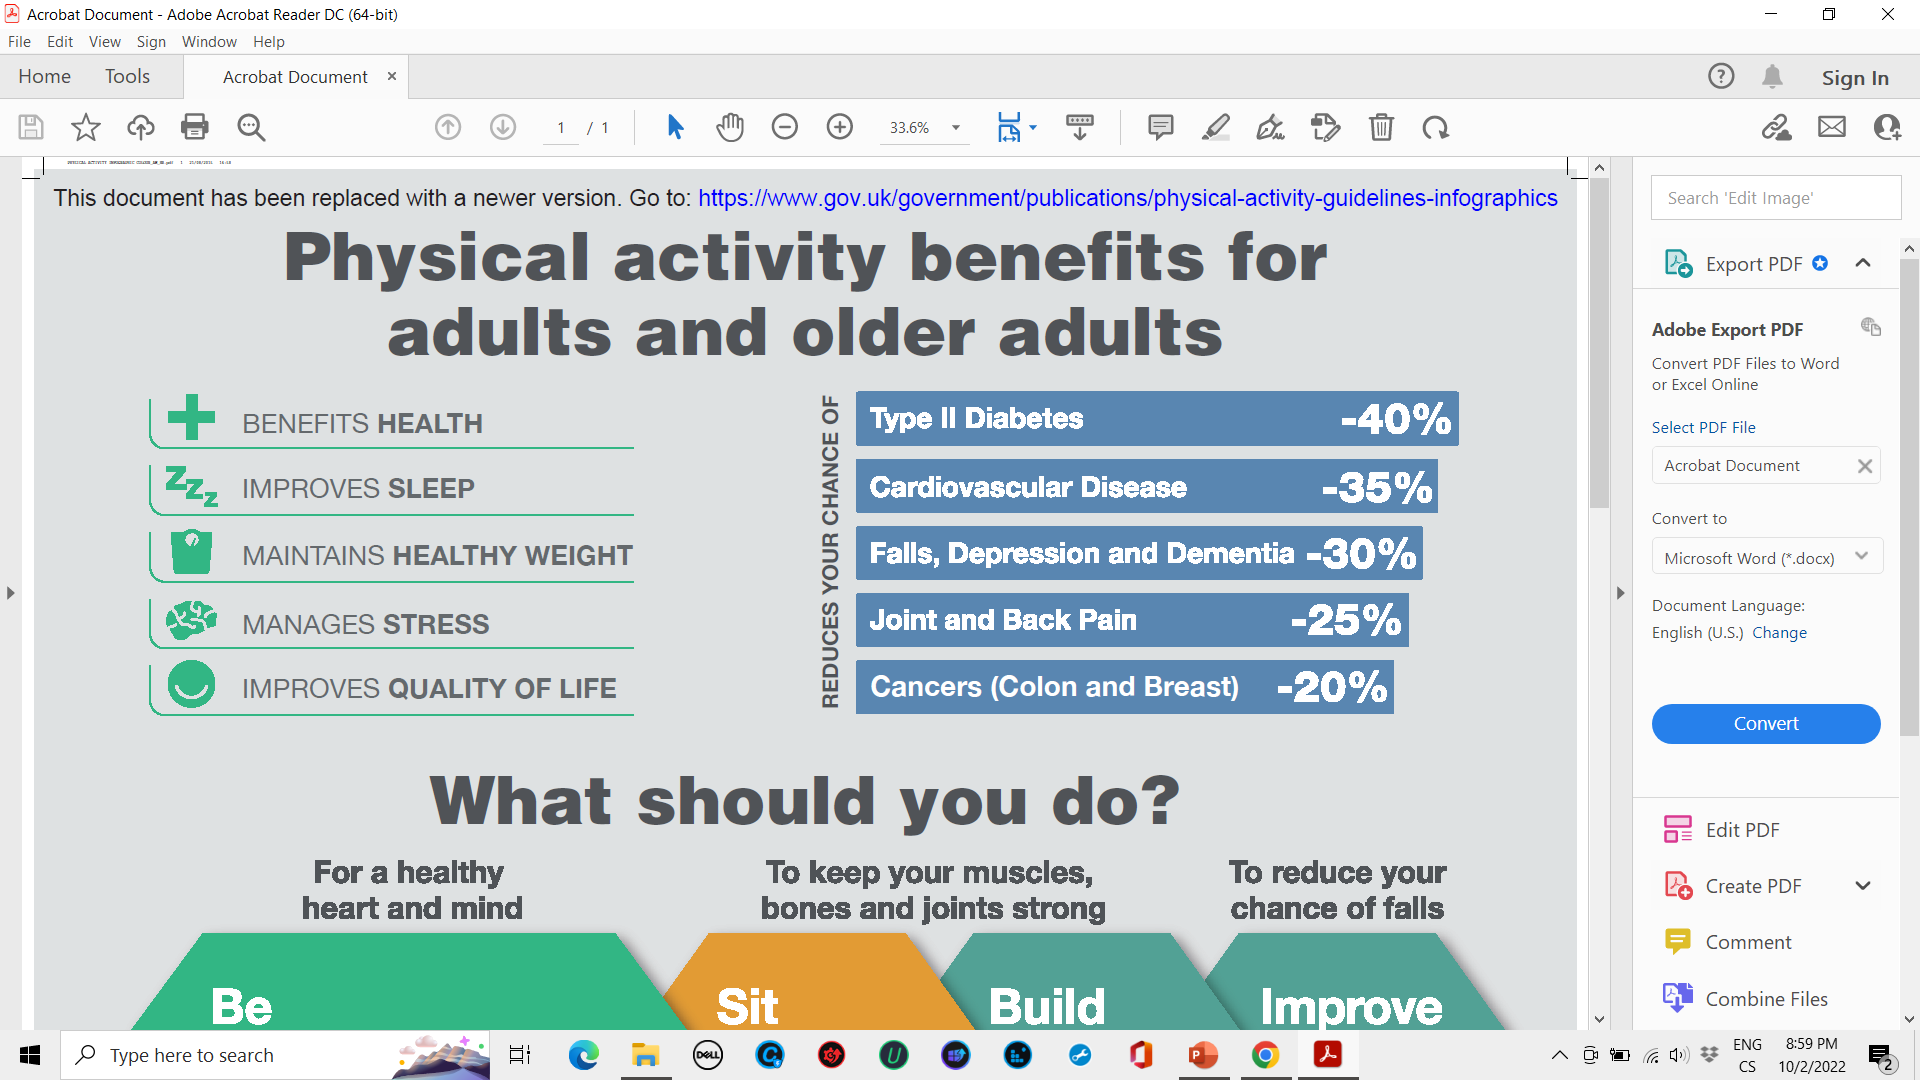 Acrobat Document - Adobe Acrobat Reader DC (64-bit)
File Edit View Sign Window Help
Home Tools Acrobat Document Sign In
1 / 1 33.6%
This document has been replaced with a newer version. Go to: https://www.gov.uk/government/publications/physical-activity-guidelines-infographics
Physical activity benefits for
adults and older adults
BENEFITS HEALTH
IMPROVES SLEEP
MAINTAINS HEALTHY WEIGHT
MANAGES STRESS
IMPROVES QUALITY OF LIFE
REDUCES YOUR CHANCE OF
Type II Diabetes -40%
Cardiovascular Disease -35%
Falls, Depression and Dementia -30%
Joint and Back Pain -25%
Cancers (Colon and Breast) -20%
What should you do?
For a healthy
heart and mind
To keep your muscles,
bones and joints strong
To reduce your
chance of falls
Be
Sit
Build
Improve
Search 'Edit Image'
Export PDF
Adobe Export PDF
Convert PDF Files to Word
or Excel Online
Select PDF File
Acrobat Document
Convert to
Microsoft Word (*.docx)
Document Language:
English (U.S.) Change
Convert
Edit PDF
Create PDF
Comment
Combine Files
Type here to search
DELL
ENG
CS
8:59 PM
10/2/2022
2